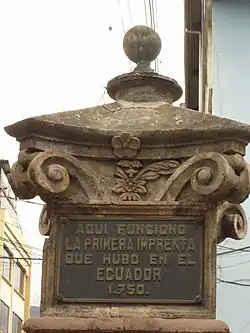 AQUI FUNCIONO
LA PRIMERA IMPRENTA
QUE HUBO EN EL
ECUADOR
1.750.